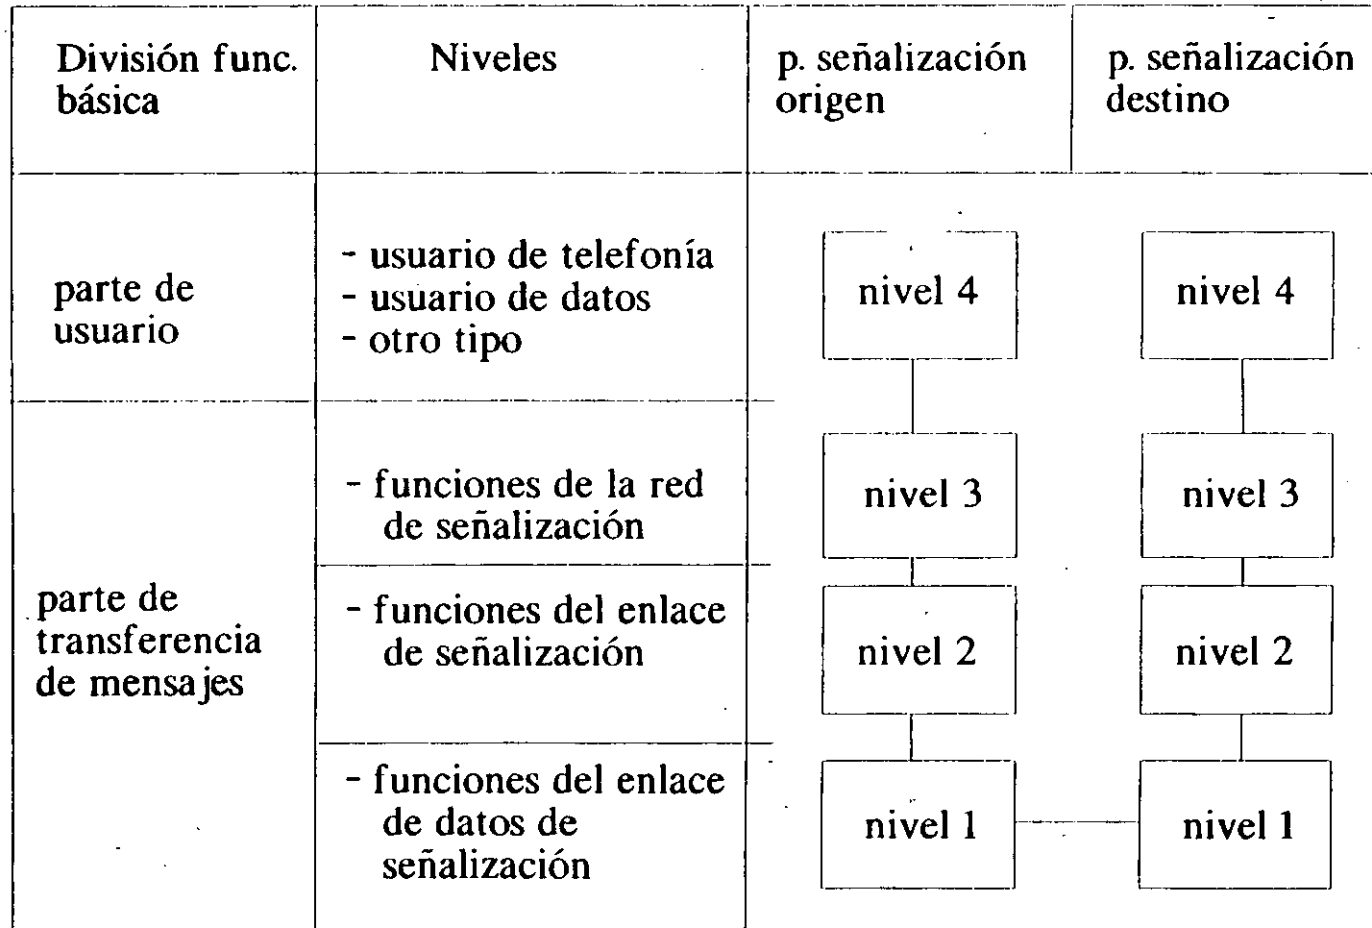 División func.
básica
Niveles
p. señalización
origen
p. señalización
destino
parte de
usuario
- usuario de telefonía
- usuario de datos
- otro tipo
nivel 4
nivel 4
parte de
transferencia
de mensajes
- funciones de la red
de señalización
nivel 3
nivel 3
- funciones del enlace
de señalización
nivel 2
nivel 2
- funciones del enlace
de datos de
señalización
nivel 1
nivel 1